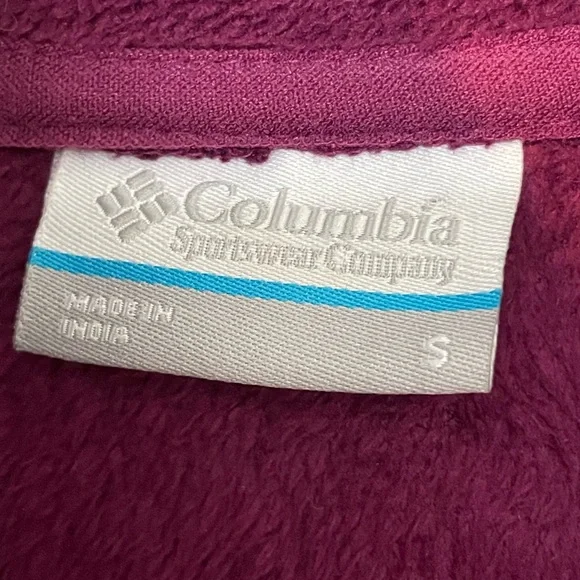 Columbia
Sportswear Company
MADE IN
INDIA
S